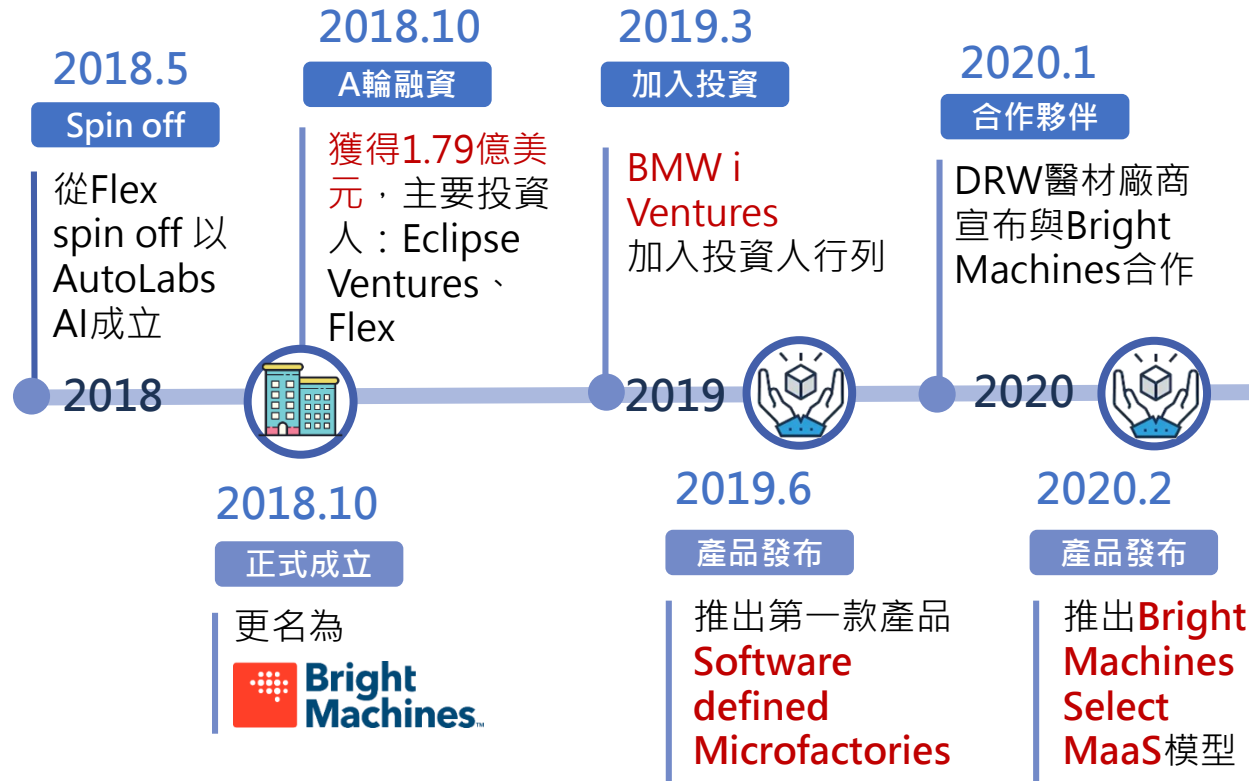 2018.5
Spin off
從Flex
spin off 以
AutoLabs
AI成立
2018.10
A輪融資
獲得1.79億美
元，主要投資
人：Eclipse
Ventures、
Flex
2019.3
加入投資
BMW i
Ventures
加入投資人行列
2020.1
合作夥伴
DRW醫材廠商
宣布與Bright
Machines合作
2018
2019
2020
2018.10
正式成立
更名為
Bright
Machines™
2019.6
產品發布
推出第一款產品
Software
defined
Microfactories
2020.2
產品發布
推出Bright
Machines
Select
MaaS模型